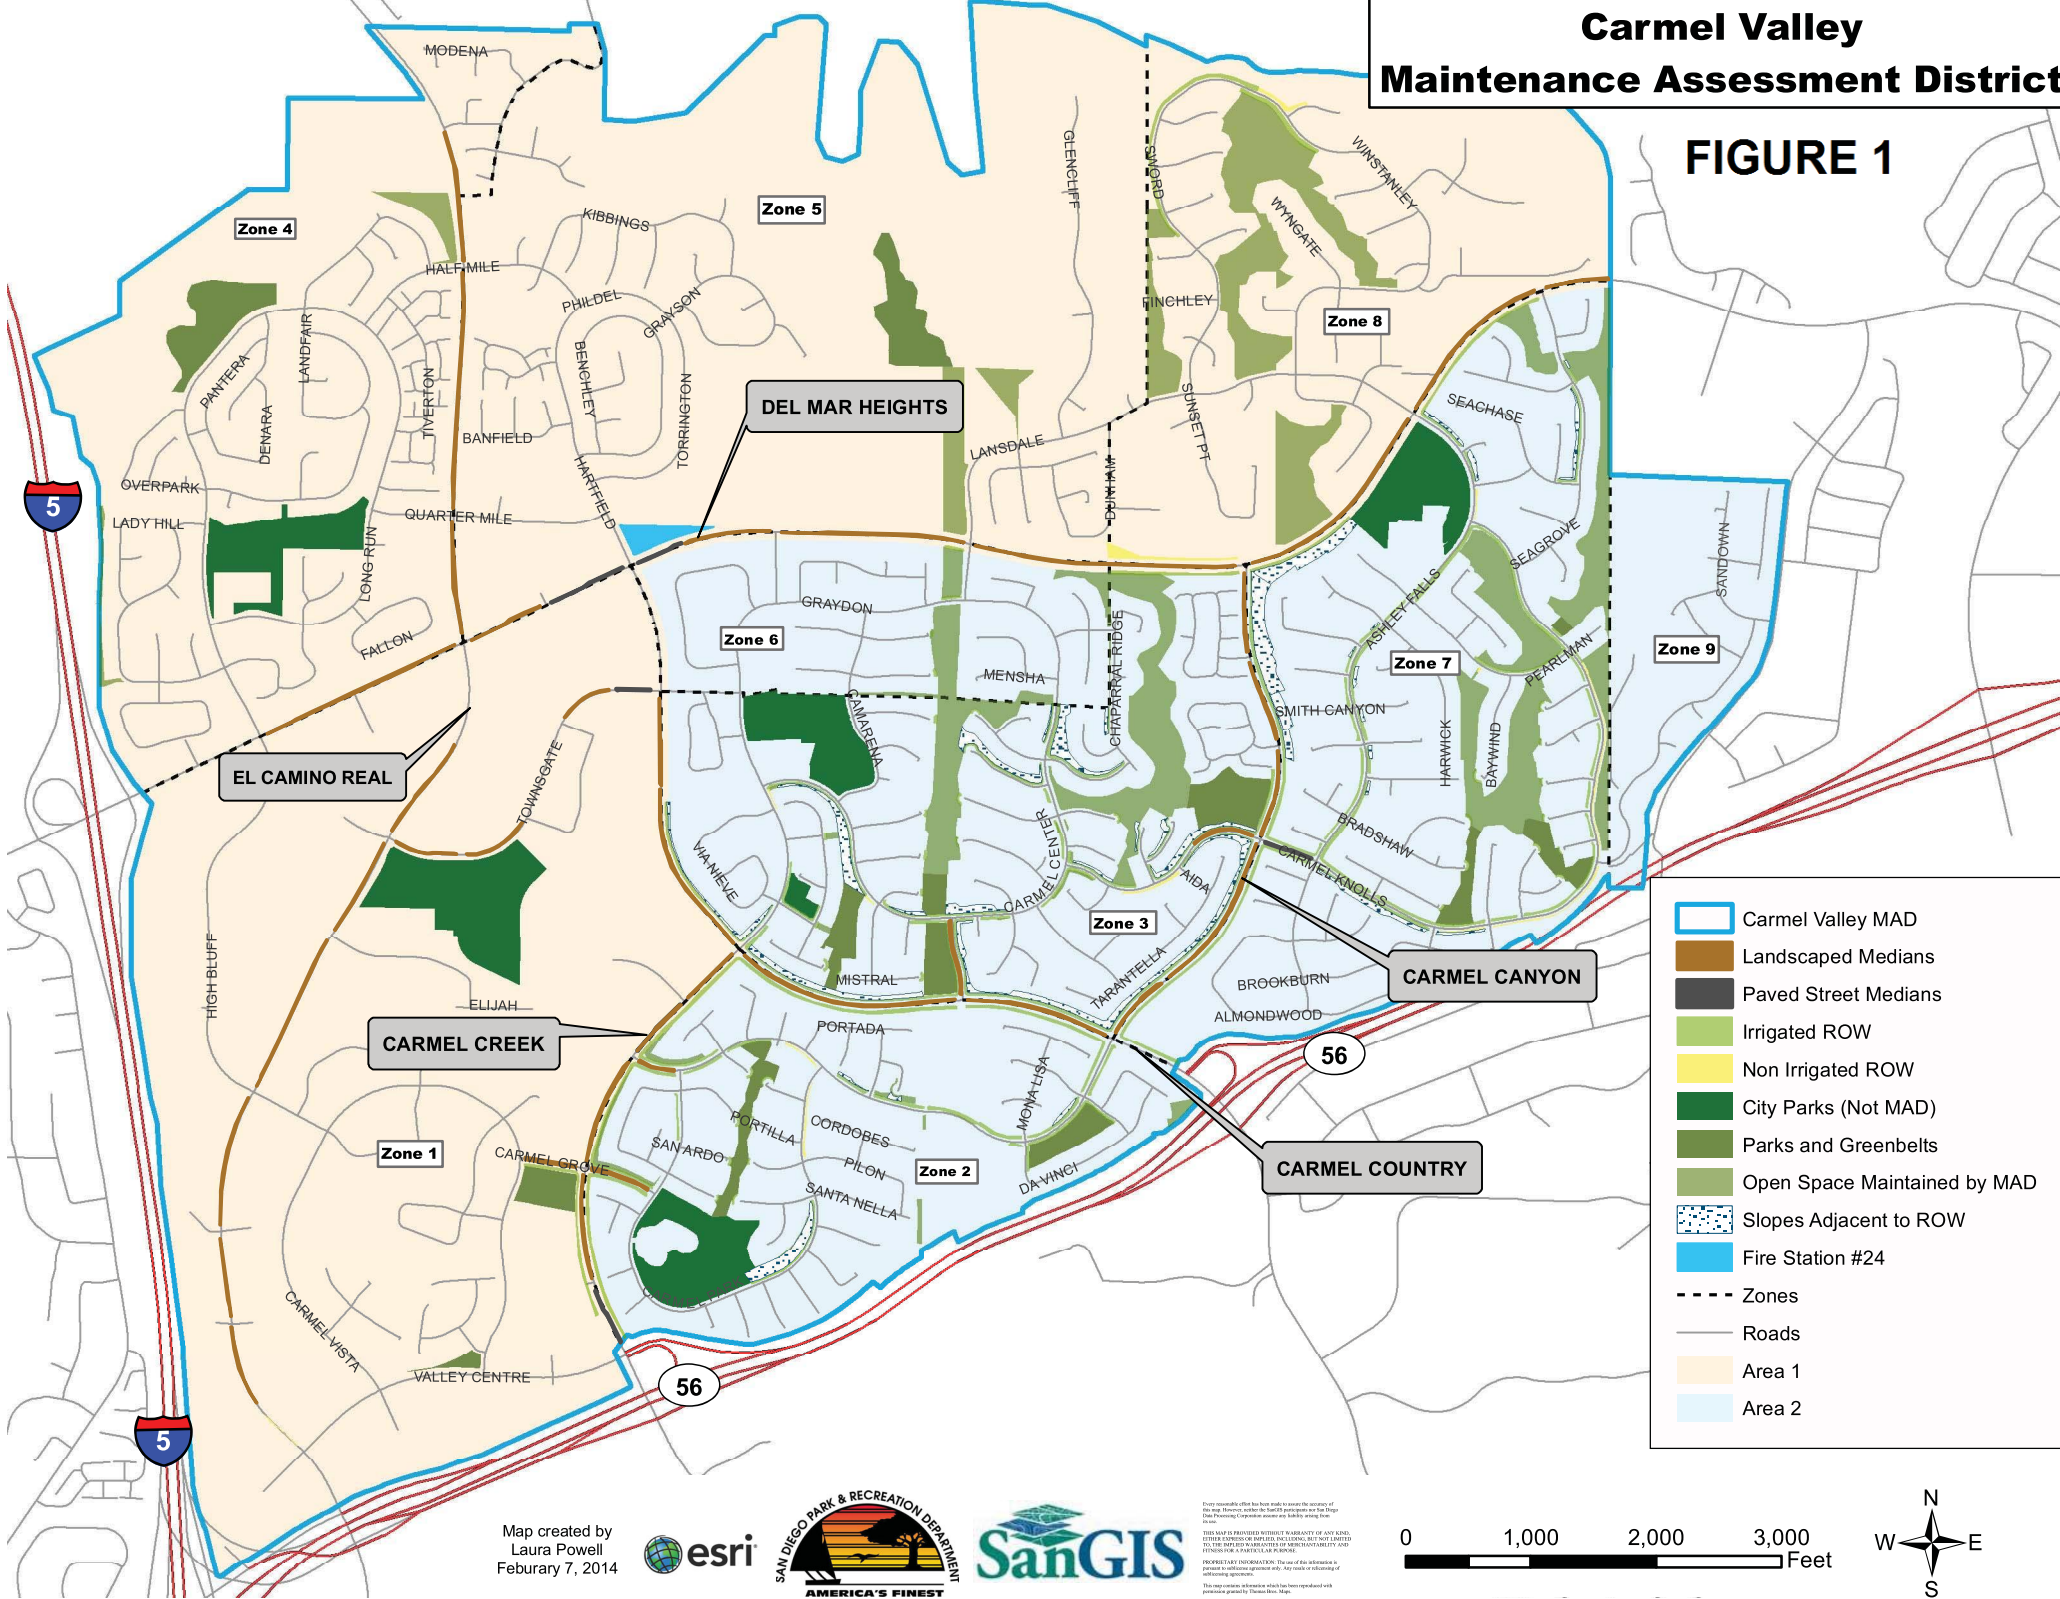 Carmel Valley
Maintenance Assessment District
FIGURE 1
MODENA
GLENCLIFF
SWORD
WINSTANLEY
WYNGATE
Zone 4
Zone 5
KIBBINGS
HALF MILE
PHILDEL
GRAYSON
FINCHLEY
Zone 8
LANDFAIR
PANTERA
DENARA
TIVERTON
BENCHLEY
TORRINGTON
BANFIELD
DEL MAR HEIGHTS
LANSDALE
SUNSET PT
SEACHASE
DUNHAM
HARTFIELD
OVERPARK
LADY HILL
QUARTER MILE
LONG RUN
5
SEAGROVE
SANDOWN
FALLON
GRAYDON
ASHLEY FALLS
Zone 6
CHAPARRAL RIDGE
Zone 7
PEARLMAN
Zone 9
MENSHA
CAMARENA
SMITH CANYON
HARWICK
BAYWIND
EL CAMINO REAL
TOWNSGATE
VIA NIEVE
CARMEL CENTER
BRADSHAW
CARMEL KNOLLS
AIDA
Zone 3
HIGH BLUFF
ELIJAH
MISTRAL
TARANTELLA
CARMEL CANYON
BROOKBURN
ALMONDWOOD
CARMEL CREEK
PORTADA
56
MONA LISA
PORTILLA
CORDOBES
SAN ARDO
PILON
SANTA NELLA
Zone 2
DA VINCI
CARMEL COUNTRY
Zone 1
CARMEL GROVE
CARMEL VISTA
VALLEY CENTRE
56
5
Carmel Valley MAD
Landscaped Medians
Paved Street Medians
Irrigated ROW
Non Irrigated ROW
City Parks (Not MAD)
Parks and Greenbelts
Open Space Maintained by MAD
Slopes Adjacent to ROW
Fire Station #24
Zones
Roads
Area 1
Area 2
Map created by
Laura Powell
Feburary 7, 2014
esri
SAN DIEGO PARK & RECREATION DEPARTMENT
AMERICA'S FINEST
SanGIS
0 1,000 2,000 3,000
Feet
N
W E
S